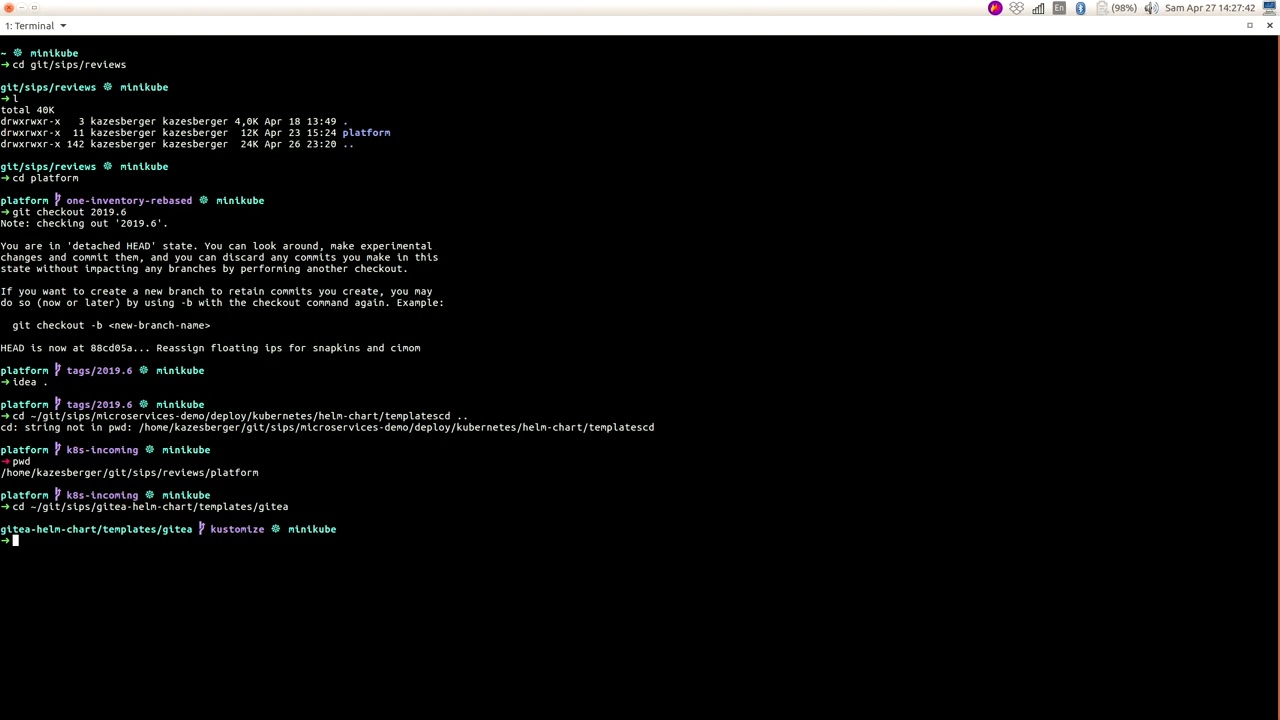 En (98%) Sam Apr 27 14:27:42
1: Terminal
~ ☸ minikube
➜ cd git/sips/reviews
git/sips/reviews ☸ minikube
➜ l
total 40K
drwxrwxr-x   3 kazesberger kazesberger 4,0K Apr 18 13:49 .
drwxrwxr-x  11 kazesberger kazesberger  12K Apr 23 15:24 platform
drwxrwxr-x 142 kazesberger kazesberger  24K Apr 26 23:20 ..
git/sips/reviews ☸ minikube
➜ cd platform
platform one-inventory-rebased ☸ minikube
➜ git checkout 2019.6
Note: checking out '2019.6'.
You are in 'detached HEAD' state. You can look around, make experimental
changes and commit them, and you can discard any commits you make in this
state without impacting any branches by performing another checkout.
If you want to create a new branch to retain commits you create, you may
do so (now or later) by using -b with the checkout command again. Example:
git checkout -b <new-branch-name>
HEAD is now at 88cd05a... Reassign floating ips for snapkins and cimom
platform tags/2019.6 ☸ minikube
➜ idea .
platform tags/2019.6 ☸ minikube
➜ cd ~/git/sips/microservices-demo/deploy/kubernetes/helm-chart/templatescd ..
cd: string not in pwd: /home/kazesberger/git/sips/microservices-demo/deploy/kubernetes/helm-chart/templatescd
platform k8s-incoming ☸ minikube
➜ pwd
/home/kazesberger/git/sips/reviews/platform
platform k8s-incoming ☸ minikube
➜ cd ~/git/sips/gitea-helm-chart/templates/gitea
gitea-helm-chart/templates/gitea kustomize ☸ minikube
➜